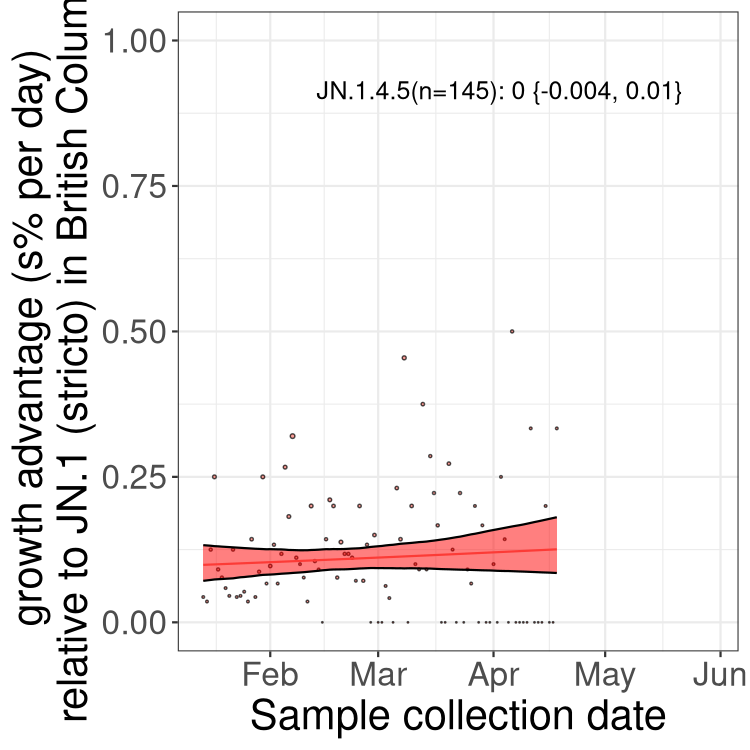 growth advantage (s% per day)
relative to JN.1 (stricto) in British Colum
1.00
0.75
0.50
0.25
0.00
JN.1.4.5(n=145): 0 {-0.004, 0.01}
Feb Mar Apr May Jun
Sample collection date